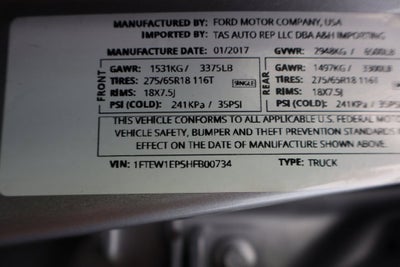 MANUFACTURED BY: FORD MOTOR COMPANY, USA
IMPORTED BY: TAS AUTO REP LLC DBA A&H IMPORTING
DATE OF MANUFACTURE: 01/2017 GVWR: 2948KG / 6500LB
FRONT GAWR: 1531KG / 3375LB REAR GAWR: 1497KG / 3300LB
TIRES: 275/65R18 116T SINGLE TIRES: 275/65R18 116T
RIMS: 18X7.5J RIMS: 18X7.5J
PSI (COLD): 241KPa / 35PSI PSI (COLD): 241KPa / 35PSI
THIS VEHICLE CONFORMS TO ALL APPLICABLE U.S. FEDERAL MOTO
VEHICLE SAFETY, BUMPER AND THEFT PREVENTION STANDARDS
EFFECT ON THE DATE OF MANUFACTURE SHOWN ABOVE.
VIN: 1FTEW1EP5HFB00734 TYPE: TRUCK